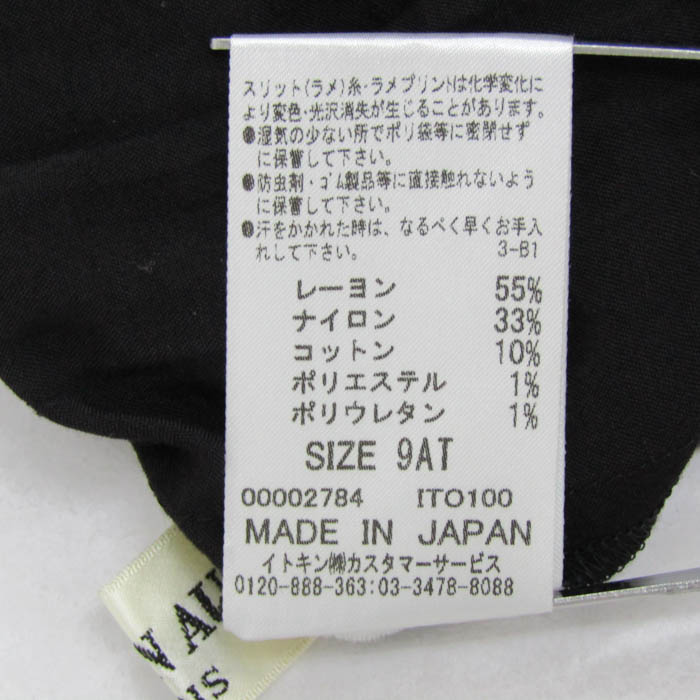 スリット(ラメ)糸・ラメプリントは化学変化に
より変色・光沢消失が生じることがあります。
●湿気の少ない所でポリ袋等に密閉せず
に保管して下さい。
●防虫剤・ゴム製品等に直接触れないよう
に保管して下さい。
●汗をかかれた時は、なるべく早くお手入
れして下さい。 3-B1
レーヨン 55%
ナイロン 33%
コットン 10%
ポリエステル 1%
ポリウレタン 1%
SIZE 9AT
00002784 ITO100
MADE IN JAPAN
イトキン㈱カスタマーサービス
0120-888-363:03-3478-8088